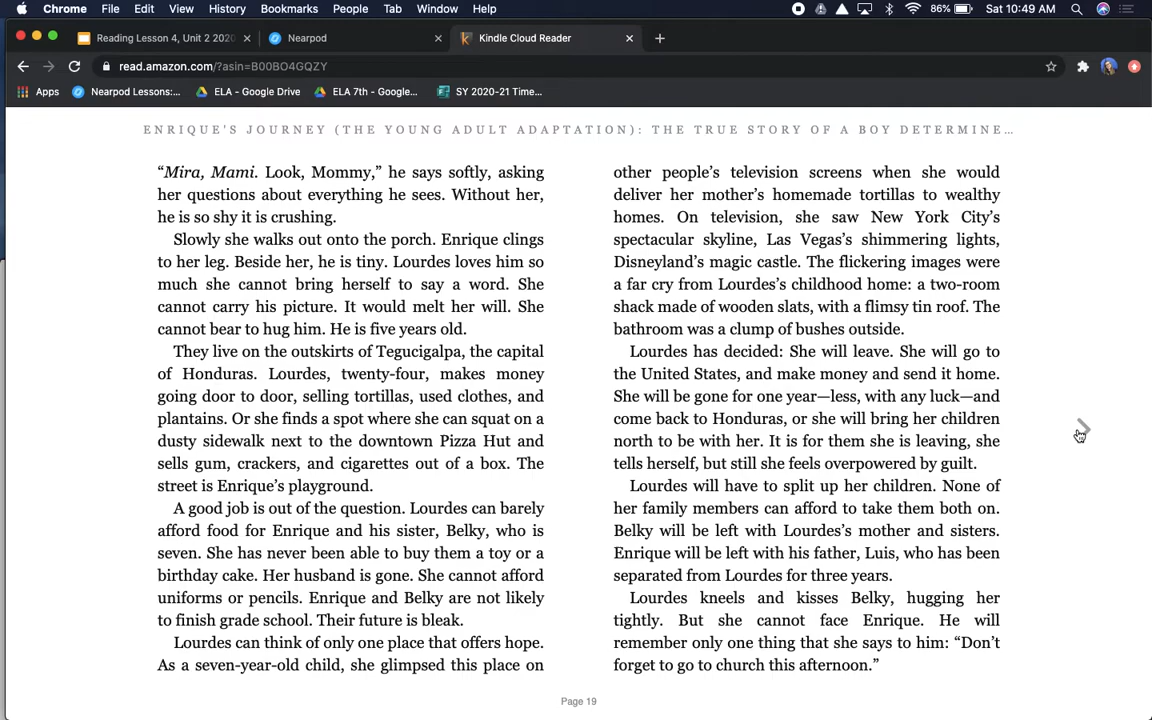 Chrome File Edit View History Bookmarks People Tab Window Help 86% Sat 10:49 AM
Reading Lesson 4, Unit 2 2020 Nearpod Kindle Cloud Reader
read.amazon.com/?asin=B00BO4GQZY
Apps Nearpod Lessons:... ELA - Google Drive ELA 7th - Google... SY 2020-21 Time...
ENRIQUE'S JOURNEY (THE YOUNG ADULT ADAPTATION): THE TRUE STORY OF A BOY DETERMINE...
“Mira, Mami. Look, Mommy,” he says softly, asking
her questions about everything he sees. Without her,
he is so shy it is crushing.
Slowly she walks out onto the porch. Enrique clings
to her leg. Beside her, he is tiny. Lourdes loves him so
much she cannot bring herself to say a word. She
cannot carry his picture. It would melt her will. She
cannot bear to hug him. He is five years old.
They live on the outskirts of Tegucigalpa, the capital
of Honduras. Lourdes, twenty-four, makes money
going door to door, selling tortillas, used clothes, and
plantains. Or she finds a spot where she can squat on a
dusty sidewalk next to the downtown Pizza Hut and
sells gum, crackers, and cigarettes out of a box. The
street is Enrique’s playground.
A good job is out of the question. Lourdes can barely
afford food for Enrique and his sister, Belky, who is
seven. She has never been able to buy them a toy or a
birthday cake. Her husband is gone. She cannot afford
uniforms or pencils. Enrique and Belky are not likely
to finish grade school. Their future is bleak.
Lourdes can think of only one place that offers hope.
As a seven-year-old child, she glimpsed this place on
other people’s television screens when she would
deliver her mother’s homemade tortillas to wealthy
homes. On television, she saw New York City’s
spectacular skyline, Las Vegas’s shimmering lights,
Disneyland’s magic castle. The flickering images were
a far cry from Lourdes’s childhood home: a two-room
shack made of wooden slats, with a flimsy tin roof. The
bathroom was a clump of bushes outside.
Lourdes has decided: She will leave. She will go to
the United States, and make money and send it home.
She will be gone for one year—less, with any luck—and
come back to Honduras, or she will bring her children
north to be with her. It is for them she is leaving, she
tells herself, but still she feels overpowered by guilt.
Lourdes will have to split up her children. None of
her family members can afford to take them both on.
Belky will be left with Lourdes’s mother and sisters.
Enrique will be left with his father, Luis, who has been
separated from Lourdes for three years.
Lourdes kneels and kisses Belky, hugging her
tightly. But she cannot face Enrique. He will
remember only one thing that she says to him: “Don’t
forget to go to church this afternoon.”
Page 19